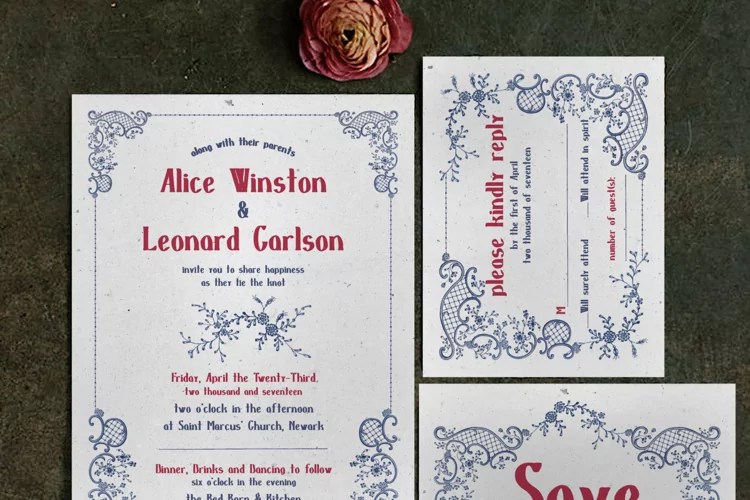 along with their parents
Alice Winston
&
Leonard Carlson
invite you to share happiness
as they tie the knot
Friday, April the Twenty-Third,
two thousand and seventeen
two o'clock in the afternoon
at Saint Marcus' Church, Newark
Dinner, Drinks and Dancing to follow
six o'clock in the evening
the Red Barn & Kitchen
please kindly reply
by the first of April
two thousand of seventeen
M
Will surely attend Will attend in spirit
number of guest(s):
Save